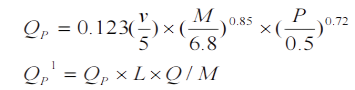 Q_P = 0.123(v/5) × (M/6.8)^0.85 × (P/0.5)^0.72
Q_P^1 = Q_P × L × Q / M